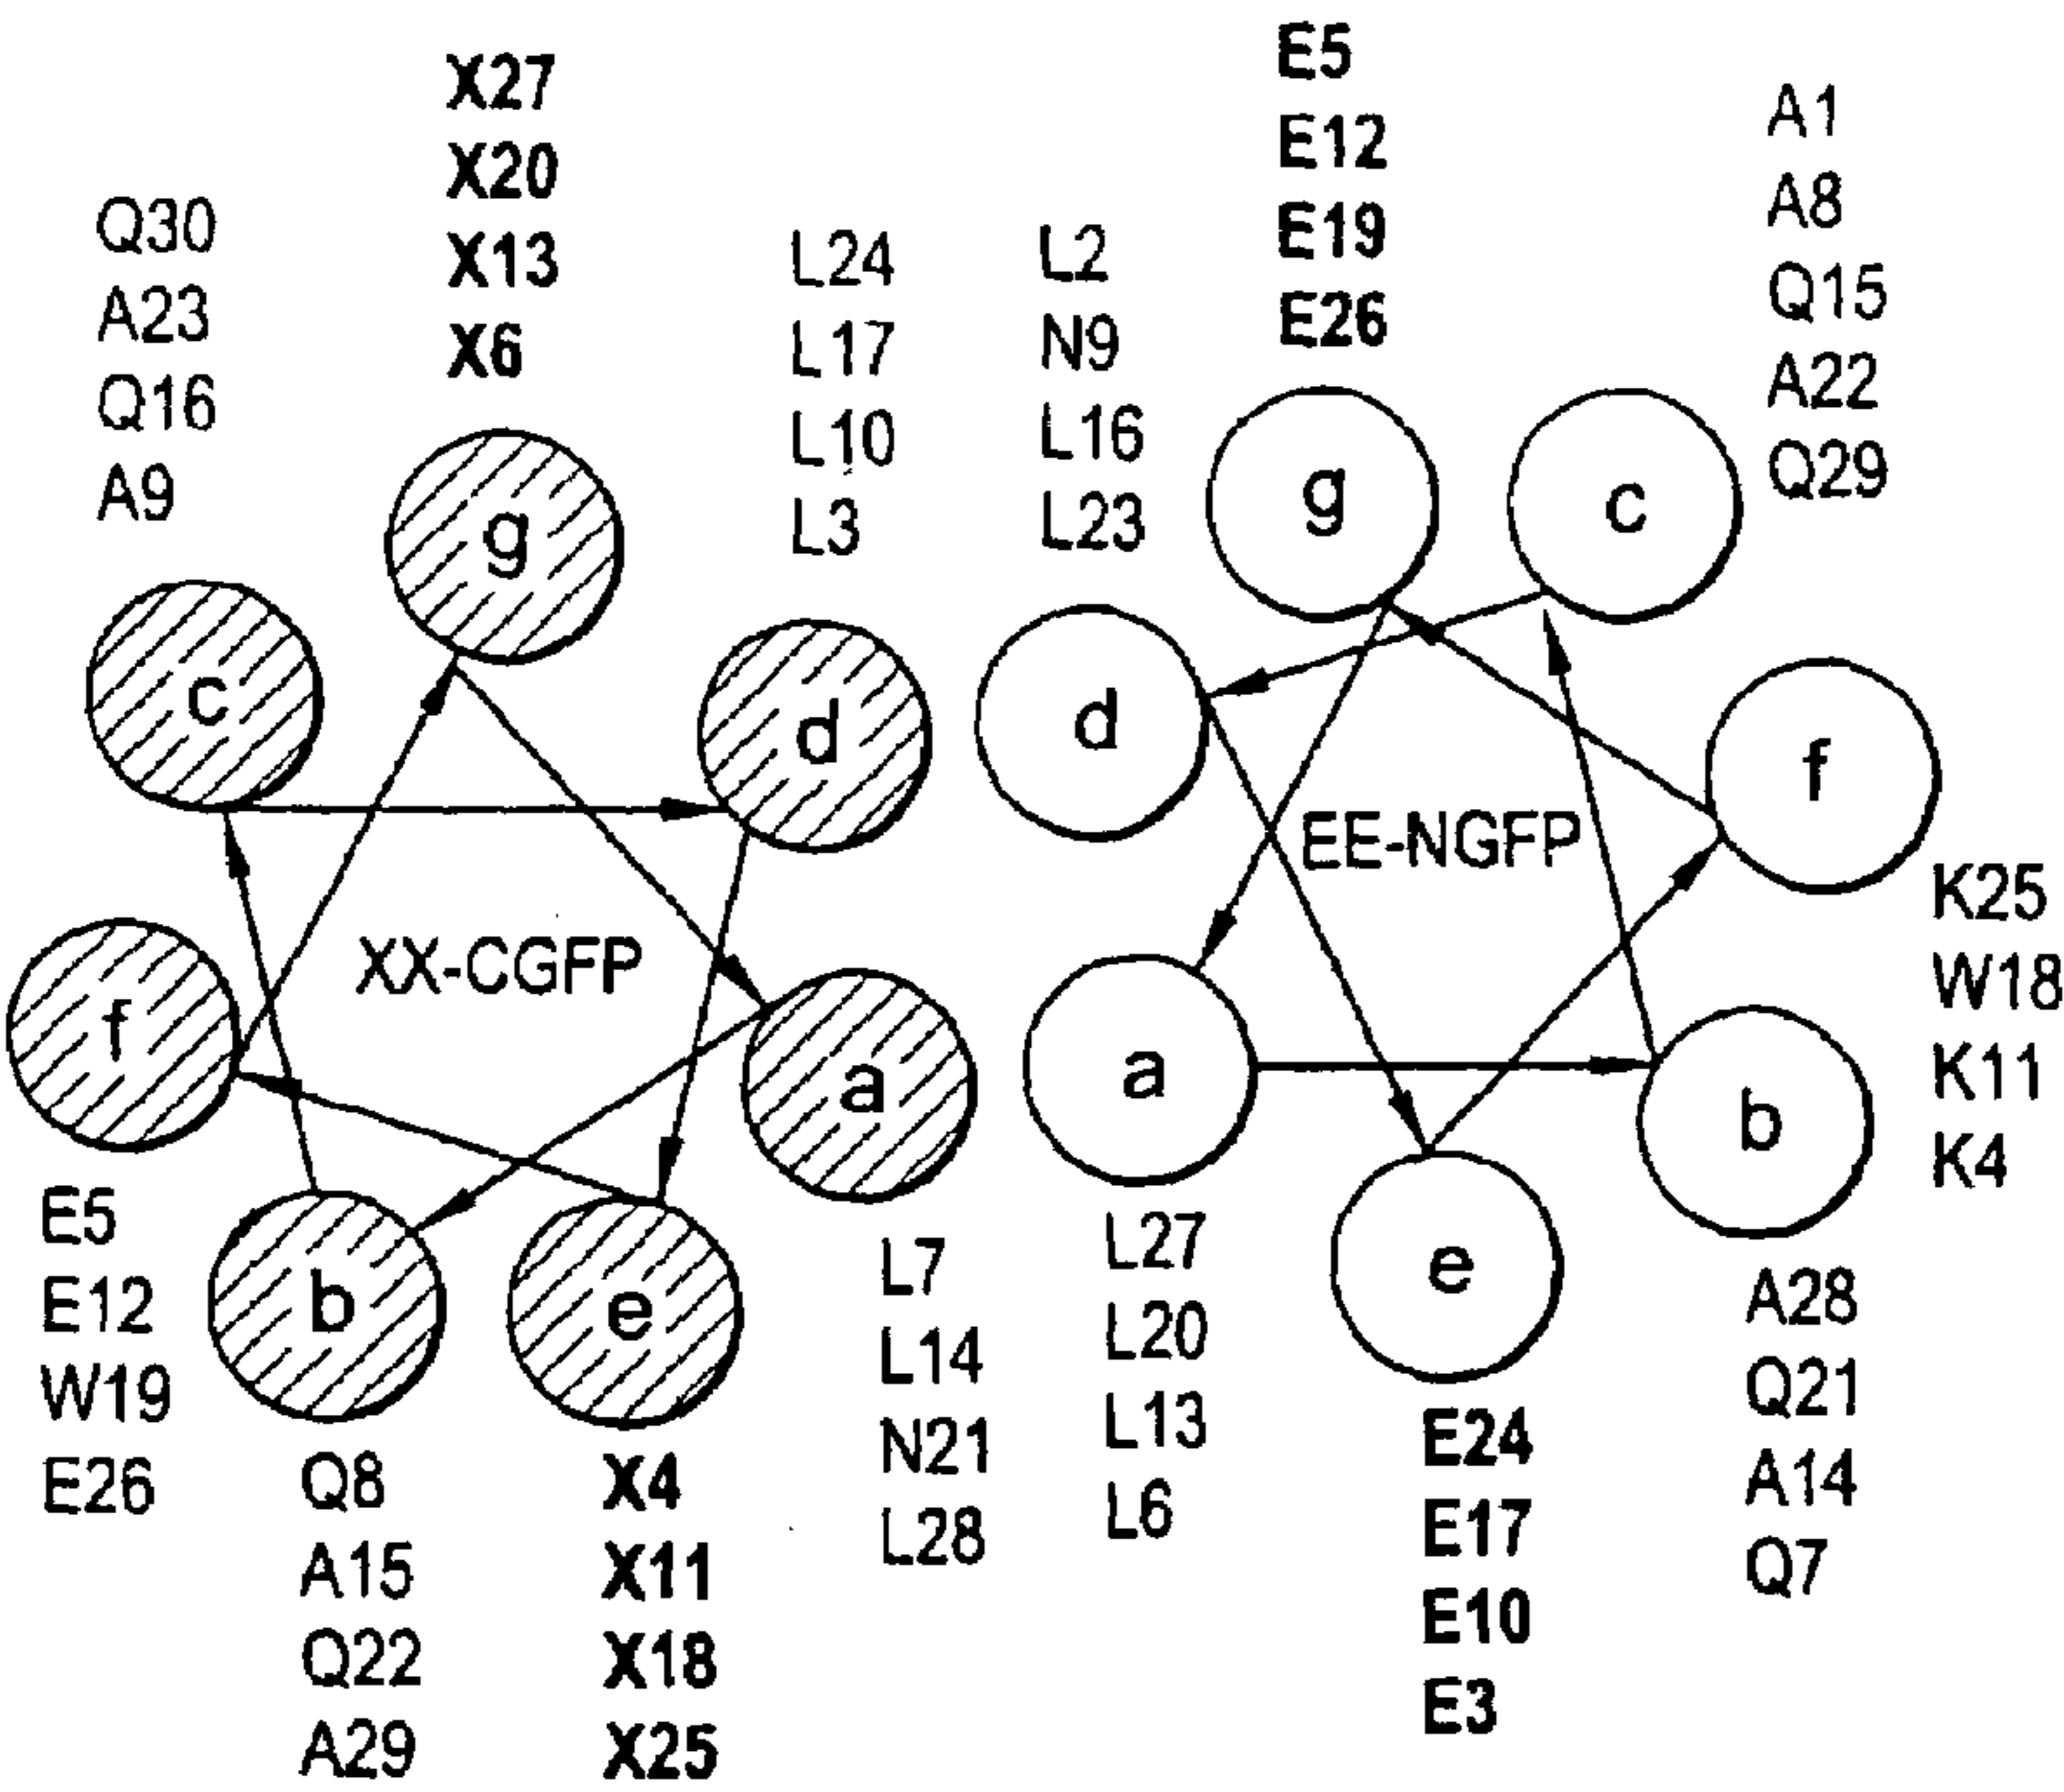 X27
X20
X13
X6
Q30
A23
Q16
A9
L24
L17
L10
L3
L2
N9
L16
L23
E5
E12
E19
E26
A1
A8
Q15
A22
Q29
g
c
d
f
XX-CGFP
a
b
e
g
c
d
f
EE-NGFP
a
b
e
K25
W18
K11
K4
E5
E12
W19
E26
Q8
A15
Q22
A29
X4
X11
X18
X25
L7
L14
N21
L28
L27
L20
L13
L6
E24
E17
E10
E3
A28
Q21
A14
Q7